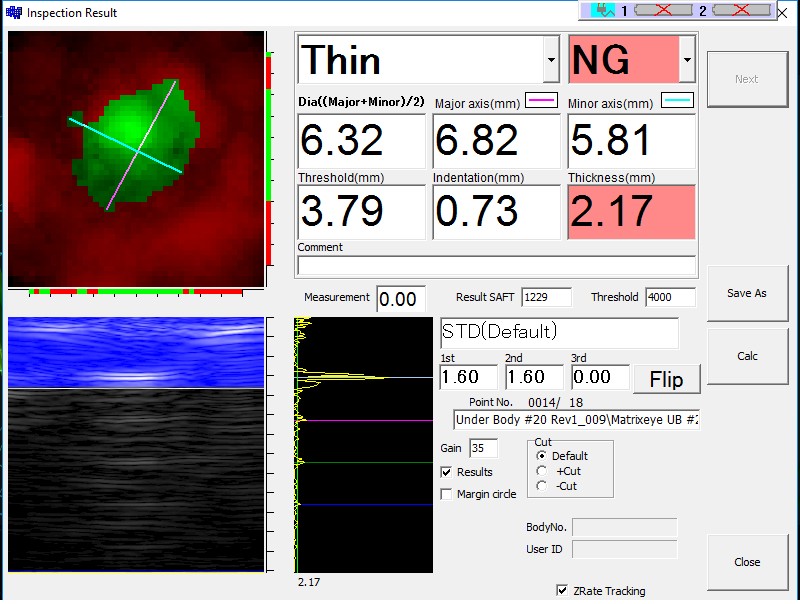 Inspection Result
1 2
Thin NG
Next
Dia((Major+Minor)/2) Major axis(mm) Minor axis(mm)
6.32 6.82 5.81
Threshold(mm) Indentation(mm) Thickness(mm)
3.79 0.73 2.17
Comment
Measurement 0.00 Result SAFT 1229 Threshold 4000
Save As
STD(Default)
1st 2nd 3rd
1.60 1.60 0.00 Flip
Calc
Point No. 0014/ 18
Under Body #20 Rev1_009\Matrixeye UB #2
Gain 35
Cut
Default
+Cut
-Cut
Results
Margin circle
BodyNo.
User ID
Close
2.17
ZRate Tracking